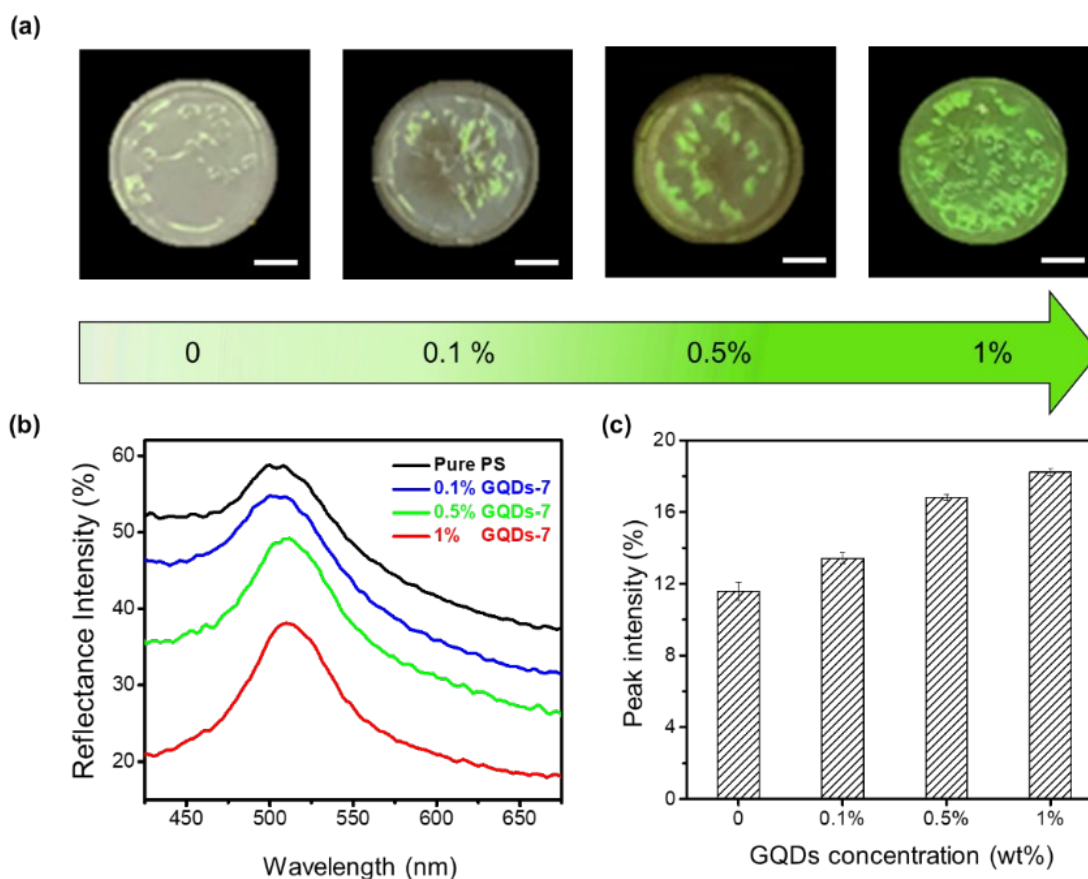 (a)
0 0.1 % 0.5% 1%
(b)
Reflectance Intensity (%)
60
50
40
30
20
Pure PS
0.1% GQDs-7
0.5% GQDs-7
1% GQDs-7
450 500 550 600 650
Wavelength (nm)
(c)
Peak intensity (%)
20
16
12
8
4
0
0 0.1% 0.5% 1%
GQDs concentration (wt%)